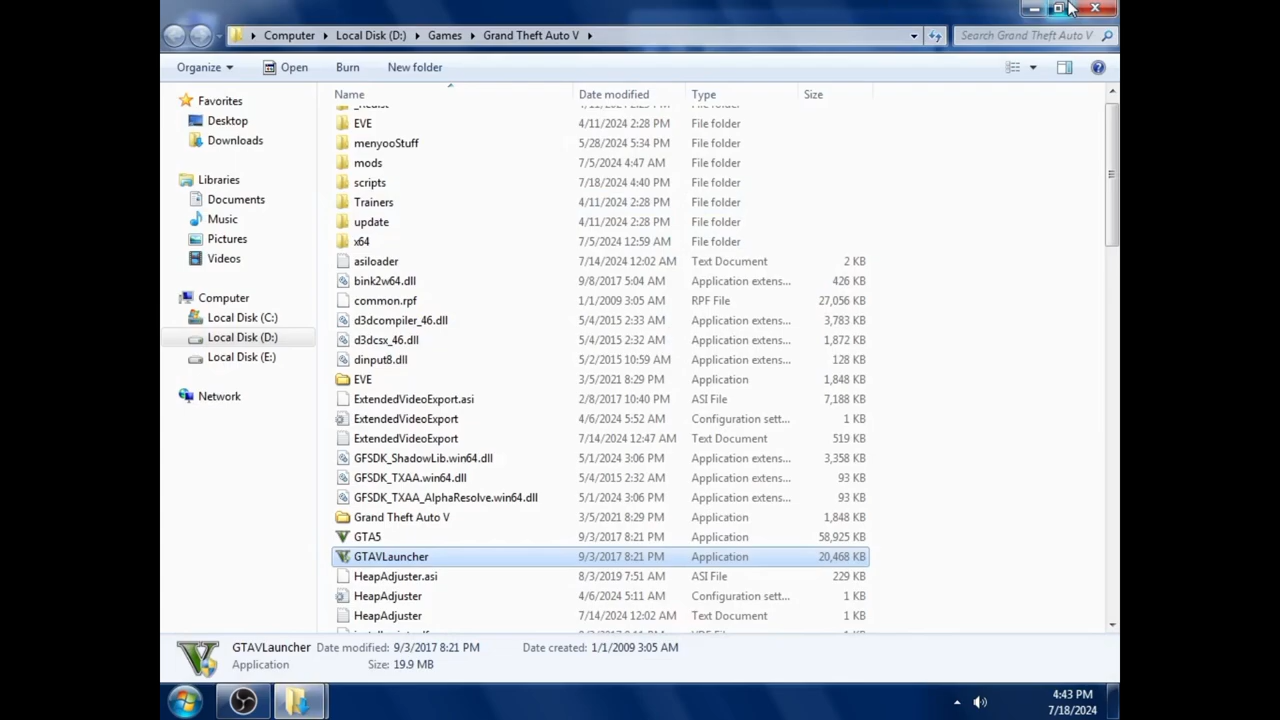 Computer Local Disk (D:) Games Grand Theft Auto V Search Grand Theft Auto V
Organize Open Burn New folder
Name Date modified Type Size
Favorites
Desktop
Downloads
Libraries
Documents
Music
Pictures
Videos
Computer
Local Disk (C:)
Local Disk (D:)
Local Disk (E:)
Network
EVE 4/11/2024 2:28 PM File folder
menyooStuff 5/28/2024 5:34 PM File folder
mods 7/5/2024 4:47 AM File folder
scripts 7/18/2024 4:40 PM File folder
Trainers 4/11/2024 2:28 PM File folder
update 4/11/2024 2:28 PM File folder
x64 7/5/2024 12:59 AM File folder
asiloader 7/14/2024 12:02 AM Text Document 2 KB
bink2w64.dll 9/8/2017 5:04 AM Application extens... 426 KB
common.rpf 1/1/2009 3:05 AM RPF File 27,056 KB
d3dcompiler_46.dll 5/4/2015 2:33 AM Application extens... 3,783 KB
d3dcsx_46.dll 5/4/2015 2:32 AM Application extens... 1,872 KB
dinput8.dll 5/2/2015 10:59 AM Application extens... 128 KB
EVE 3/5/2021 8:29 PM Application 1,848 KB
ExtendedVideoExport.asi 2/8/2017 10:40 PM ASI File 7,188 KB
ExtendedVideoExport 4/6/2024 5:52 AM Configuration sett... 1 KB
ExtendedVideoExport 7/14/2024 12:47 AM Text Document 519 KB
GFSDK_ShadowLib.win64.dll 5/1/2024 3:06 PM Application extens... 3,358 KB
GFSDK_TXAA.win64.dll 5/4/2015 2:32 AM Application extens... 93 KB
GFSDK_TXAA_AlphaResolve.win64.dll 5/1/2024 3:06 PM Application extens... 93 KB
Grand Theft Auto V 3/5/2021 8:29 PM Application 1,848 KB
GTA5 9/3/2017 8:21 PM Application 58,925 KB
GTAVLauncher 9/3/2017 8:21 PM Application 20,468 KB
HeapAdjuster.asi 8/3/2019 7:51 AM ASI File 229 KB
HeapAdjuster 4/6/2024 5:11 AM Configuration sett... 1 KB
HeapAdjuster 7/14/2024 12:02 AM Text Document 1 KB
GTAVLauncher Date modified: 9/3/2017 8:21 PM Date created: 1/1/2009 3:05 AM
Application Size: 19.9 MB
4:43 PM
7/18/2024